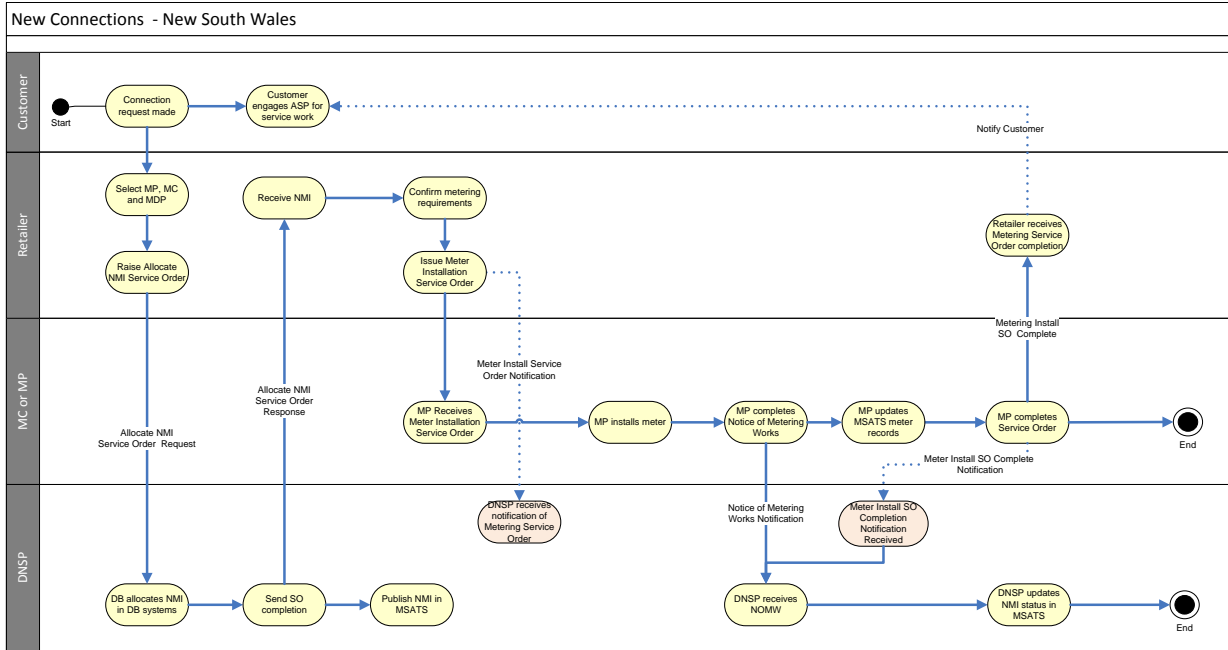 New Connections  - New South Wales
Customer
Start
Connection
request made
Customer
engages ASP for
service work
Notify Customer
Retailer
Select MP, MC
and MDP
Receive NMI
Confirm metering
requirements
Retailer receives
Metering Service
Order completion
Raise Allocate
NMI Service Order
Issue Meter
Installation
Service Order
MC or MP
Metering Install
SO  Complete
Meter Install Service
Order Notification
Allocate NMI
Service Order
Response
Allocate NMI
Service Order  Request
MP Receives
Meter Installation
Service Order
MP installs meter
MP completes
Notice of Metering
Works
MP updates
MSATS meter
records
MP completes
Service Order
End
Meter Install SO Complete
Notification
DNSP
DNSP receives
notification of
Metering Service
Order
Notice of Metering
Works Notification
Meter Install SO
Completion
Notification
Received
DB allocates NMI
in DB systems
Send SO
completion
Publish NMI in
MSATS
DNSP receives
NOMW
DNSP updates
NMI status in
MSATS
End